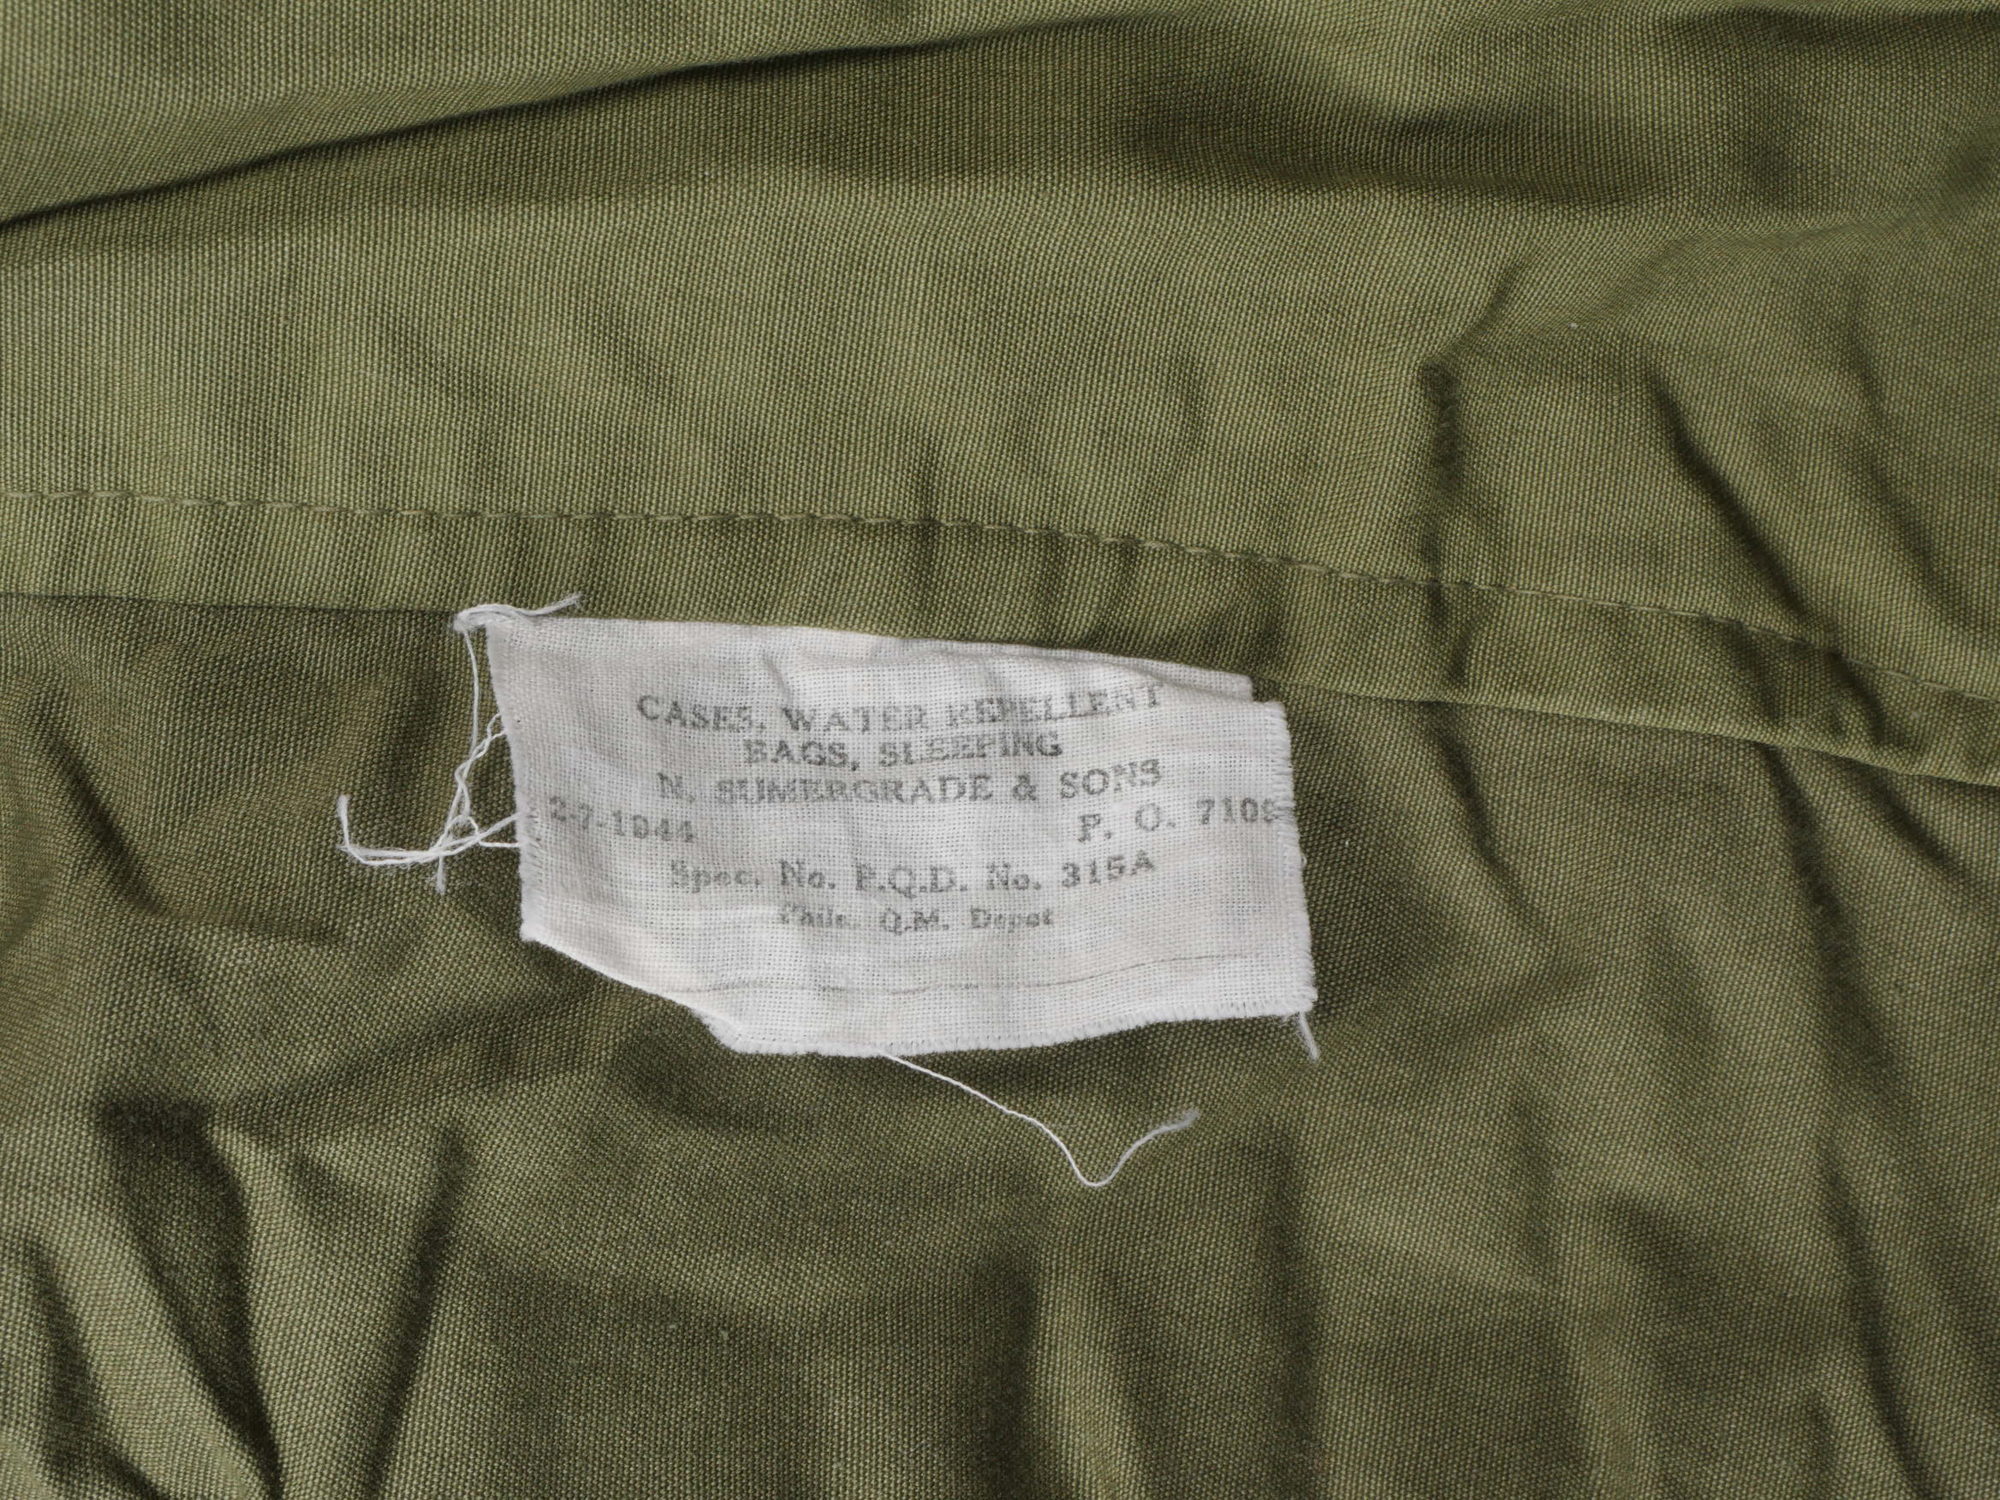 CASES, WATER REPELLENT
BAGS, SLEEPING
N. SUMERGRADE & SONS
2-7-1944 P. O. 7109
Spec. No. P.Q.D. No. 315A
Phila. Q.M. Depot